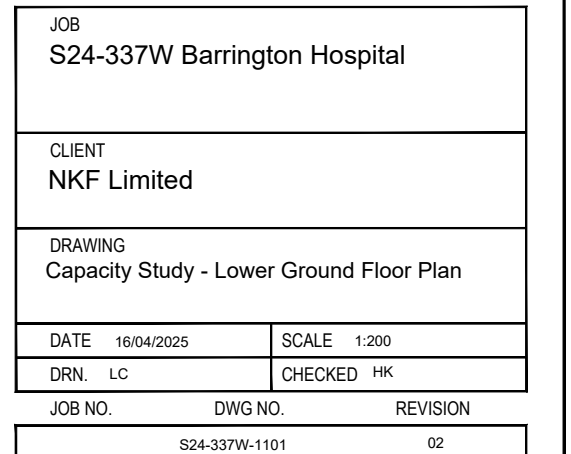 JOB
S24-337W Barrington Hospital
CLIENT
NKF Limited
DRAWING
Capacity Study - Lower Ground Floor Plan
DATE 16/04/2025 SCALE 1:200
DRN. LC CHECKED HK
JOB NO. DWG NO. REVISION
S24-337W-1101 02